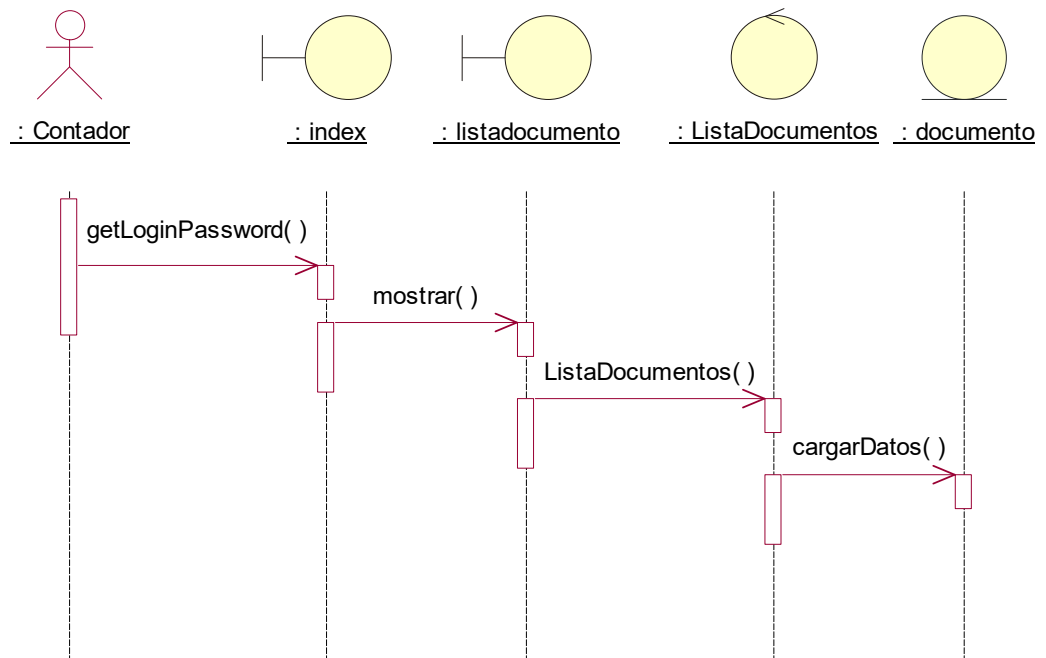 : Contador
: index
: listadocumento
: ListaDocumentos
: documento
getLoginPassword( )
mostrar( )
ListaDocumentos( )
cargarDatos( )